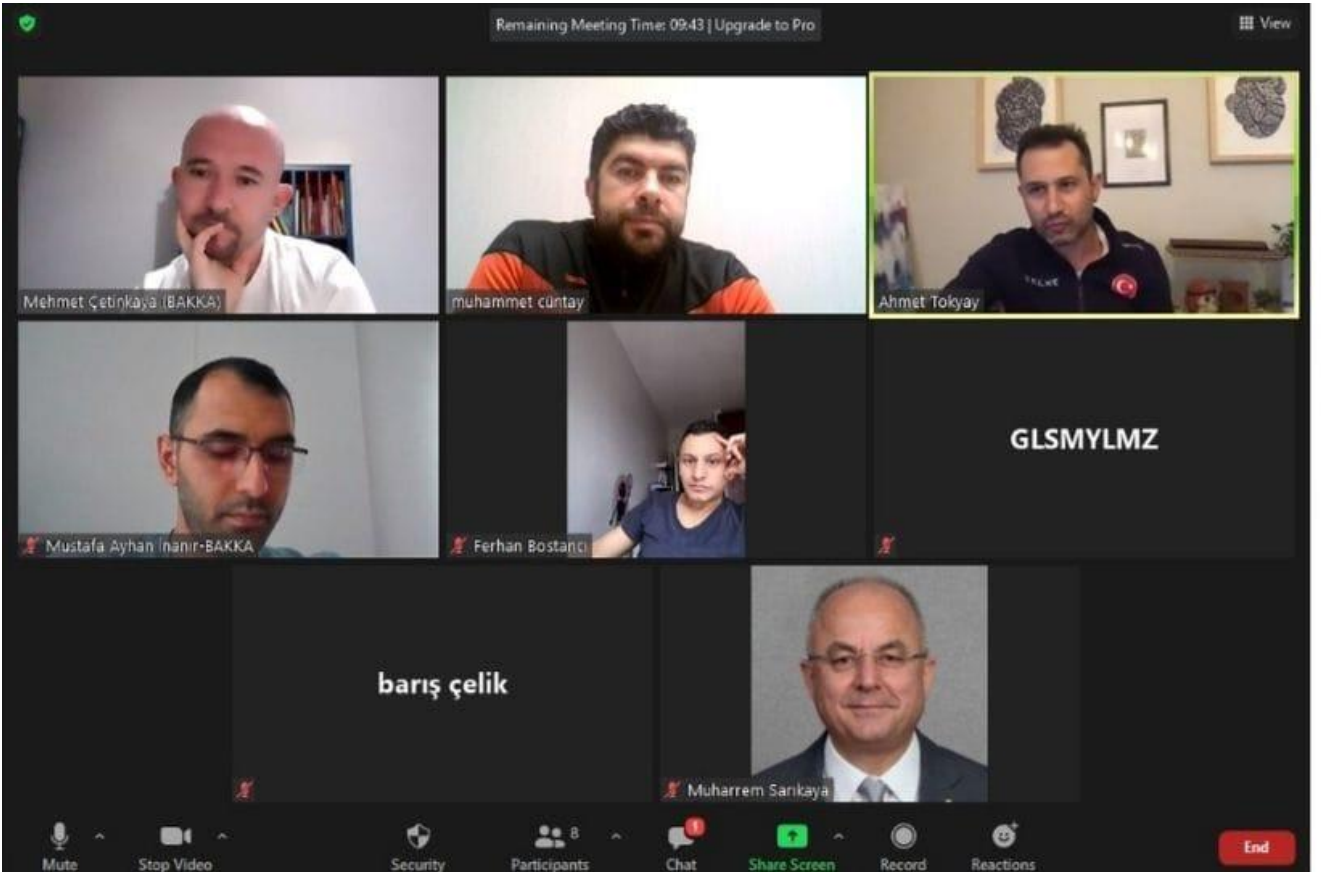 Remaining Meeting Time: 09:43 | Upgrade to Pro
View
Mehmet Çetinkaya (BAKKA)
muhammet cüntay
Ahmet Tokyay
Mustafa Ayhan İnanır-BAKKA
Ferhan Bostancı
GLSMYLMZ
barış çelik
Muharrem Sarıkaya
Mute
Stop Video
Security
Participants
8
Chat
1
Share Screen
Record
Reactions
End